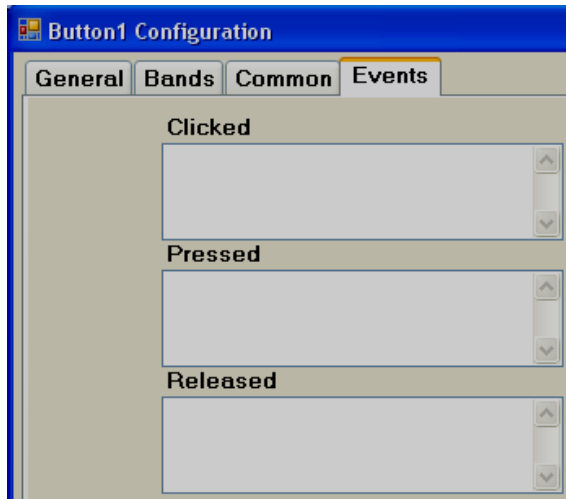 Button1 Configuration
General Bands Common Events
Clicked
Pressed
Released